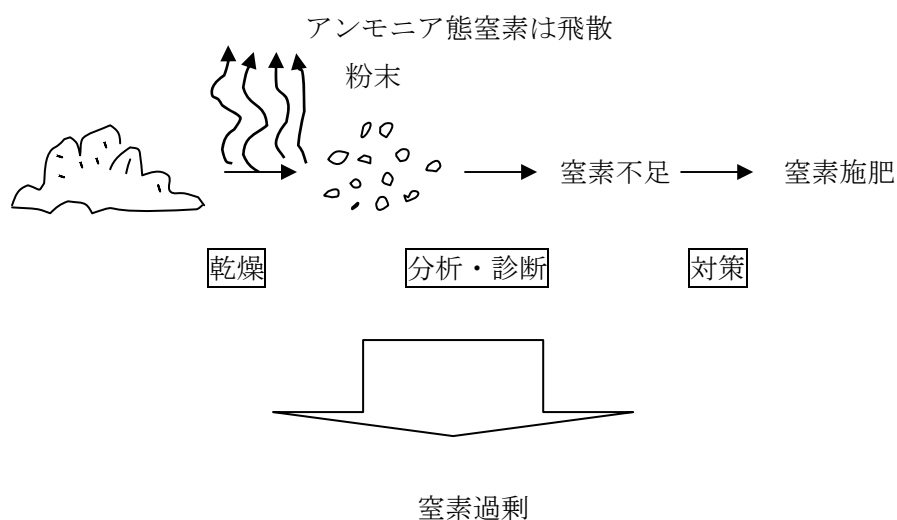 アンモニア態窒素は飛散
粉末
窒素不足
窒素施肥
乾燥
分析・診断
対策
窒素過剰